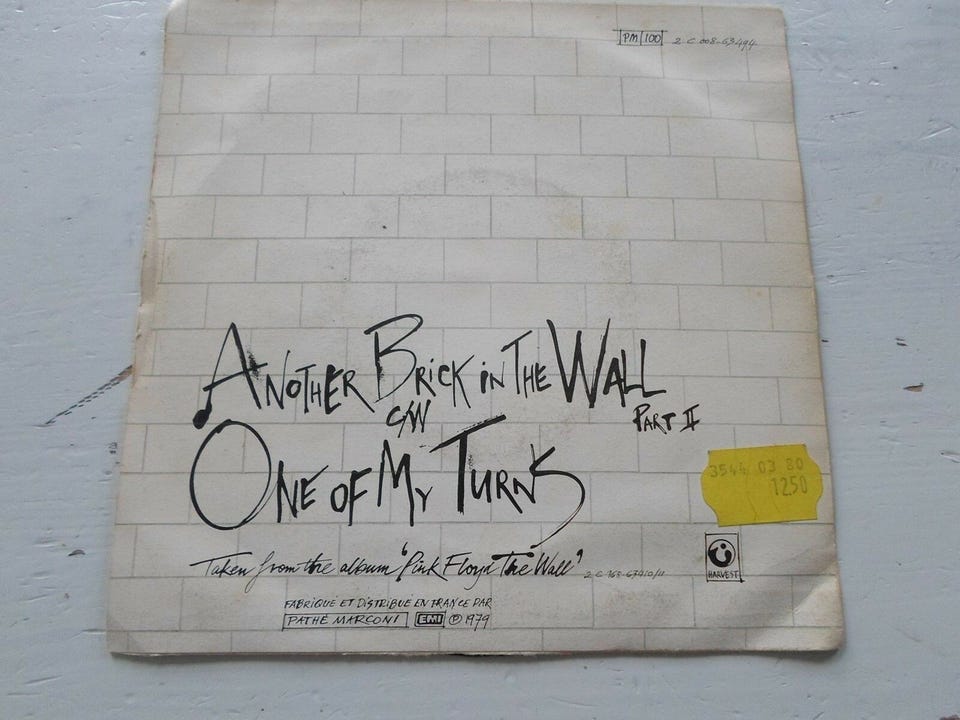 PM 100 2 C 008-63494
ANOTHER BRICK IN THE WALL
PART II
C/W
ONE OF MY TURNS
3544 03 80
12.50
Taken from the album 'Pink Floyd The Wall' 2 C 168-63410/11
HARVEST
FABRIQUÉ ET DISTRIBUÉ EN FRANCE PAR
PATHÉ MARCONI EMI ℗ 1979